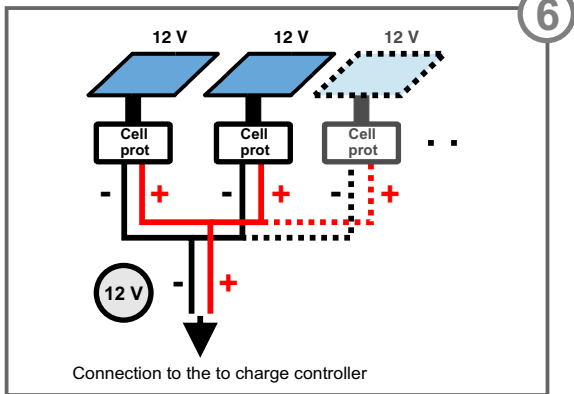 6
12 V 12 V 12 V
Cell prot Cell prot Cell prot . .
- + - + - +
12 V - +
Connection to the to charge controller